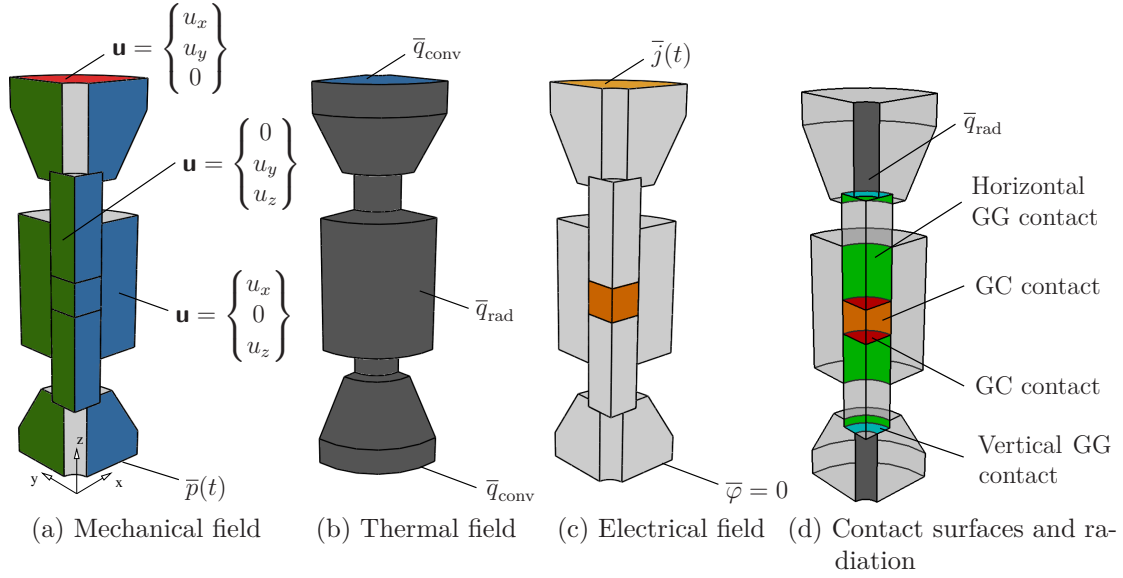 u = {u_x u_y 0}
u = {0 u_y u_z}
u = {u_x 0 u_z}
z
y
x
p̅(t)
(a) Mechanical field
q̅_conv
q̅_rad
q̅_conv
(b) Thermal field
j̅(t)
φ̅ = 0
(c) Electrical field
q̅_rad
Horizontal
GG contact
GC contact
GC contact
Vertical GG
contact
(d) Contact surfaces and ra-
diation